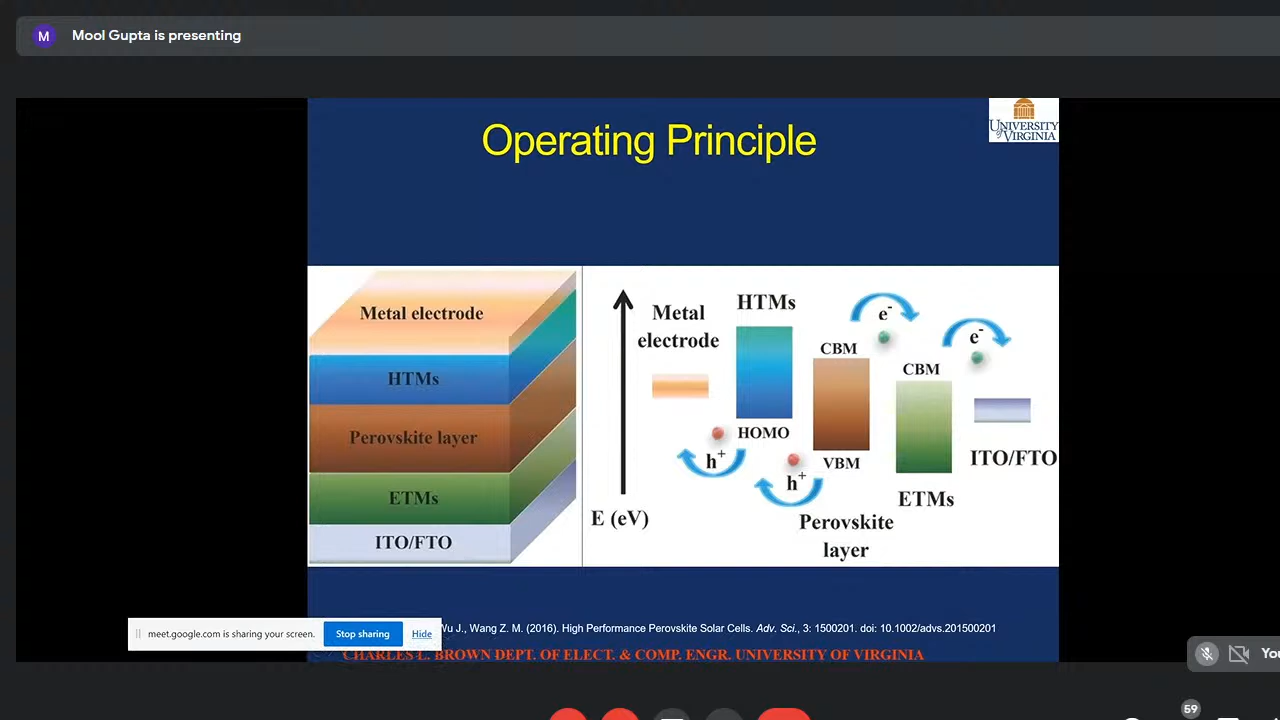 M
Mool Gupta is presenting
Operating Principle
UNIVERSITY
of VIRGINIA
Metal electrode
HTMs
Perovskite layer
ETMs
ITO/FTO
E (eV)
Metal
electrode
HTMs
HOMO
h+
h+
CBM
VBM
Perovskite
layer
e-
CBM
ETMs
e-
ITO/FTO
meet.google.com is sharing your screen.
Stop sharing
Hide
Wu J., Wang Z. M. (2016). High Performance Perovskite Solar Cells. Adv. Sci., 3: 1500201. doi: 10.1002/advs.201500201
CHARLES L. BROWN DEPT. OF ELECT. & COMP. ENGR. UNIVERSITY OF VIRGINIA
You
59